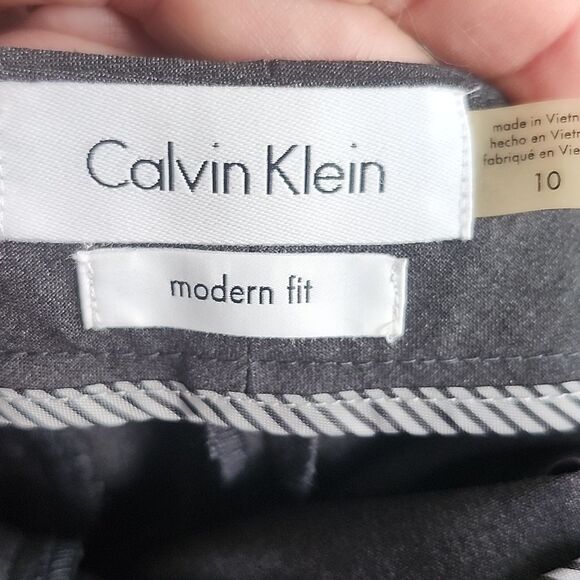 Calvin Klein
modern fit
made in
hecho en
fabriqué en
10